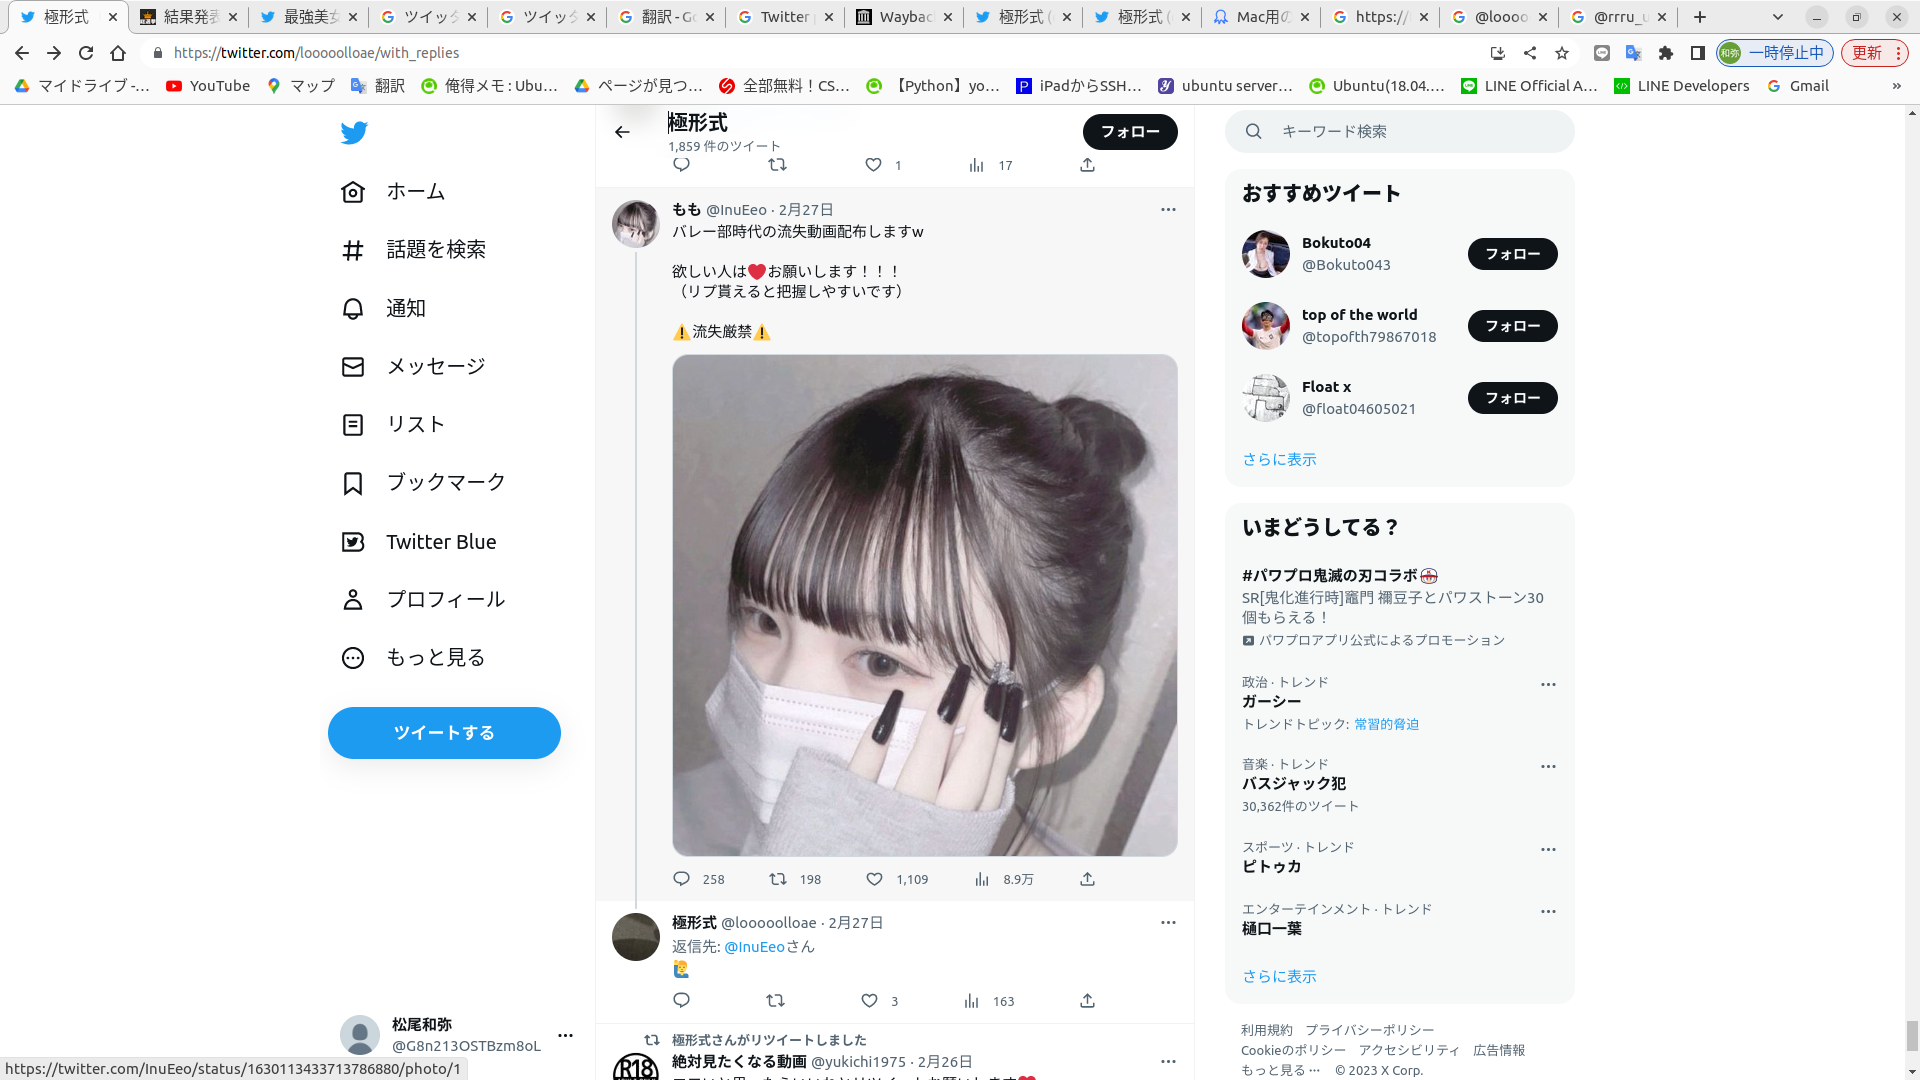 極形式
結果発表
最強美女
ツイッタ
ツイッタ
翻訳 - Go
Twitter
Wayback
極形式 (
極形式 (
Mac用の
https://
@loooo
@rrru_u
https://twitter.com/looooolloae/with_replies
和弥 一時停止中
更新
マイドライブ -...
YouTube
マップ
翻訳
俺得メモ : Ubu...
ページが見つ...
全部無料！CS...
【Python】yo...
iPadからSSH...
ubuntu server...
Ubuntu(18.04....
LINE Official A...
LINE Developers
Gmail
»
ホーム
話題を検索
通知
メッセージ
リスト
ブックマーク
Twitter Blue
プロフィール
もっと見る
ツイートする
松尾和弥
@G8n213OSTBzm8oL
https://twitter.com/InuEeo/status/1630113433713786880/photo/1
極形式
1,859 件のツイート
フォロー
1 17
もも @InuEeo · 2月27日
バレー部時代の流失動画配布しますw
欲しい人は❤️お願いします！！！
（リプ貰えると把握しやすいです）
⚠️流失厳禁⚠️
258 198 1,109 8.9万
極形式 @looooolloae · 2月27日
返信先: @InuEeoさん
🙋‍♂️
3 163
極形式さんがリツイートしました
R18 絶対見たくなる動画 @yukichi1975 · 2月26日
キーワード検索
おすすめツイート
Bokuto04
@Bokuto043
フォロー
top of the world
@topofth79867018
フォロー
Float x
@float04605021
フォロー
さらに表示
いまどうしてる？
#パワプロ鬼滅の刃コラボ
SR[鬼化進行時]竈門 禰豆子とパワストーン30
個もらえる！
パワプロアプリ公式によるプロモーション
政治 · トレンド
ガーシー
トレンドトピック: 常習的脅迫
音楽 · トレンド
バスジャック犯
30,362件のツイート
スポーツ · トレンド
ピトゥカ
エンターテインメント · トレンド
樋口一葉
さらに表示
利用規約 プライバシーポリシー
Cookieのポリシー アクセシビリティ 広告情報
もっと見る ··· © 2023 X Corp.